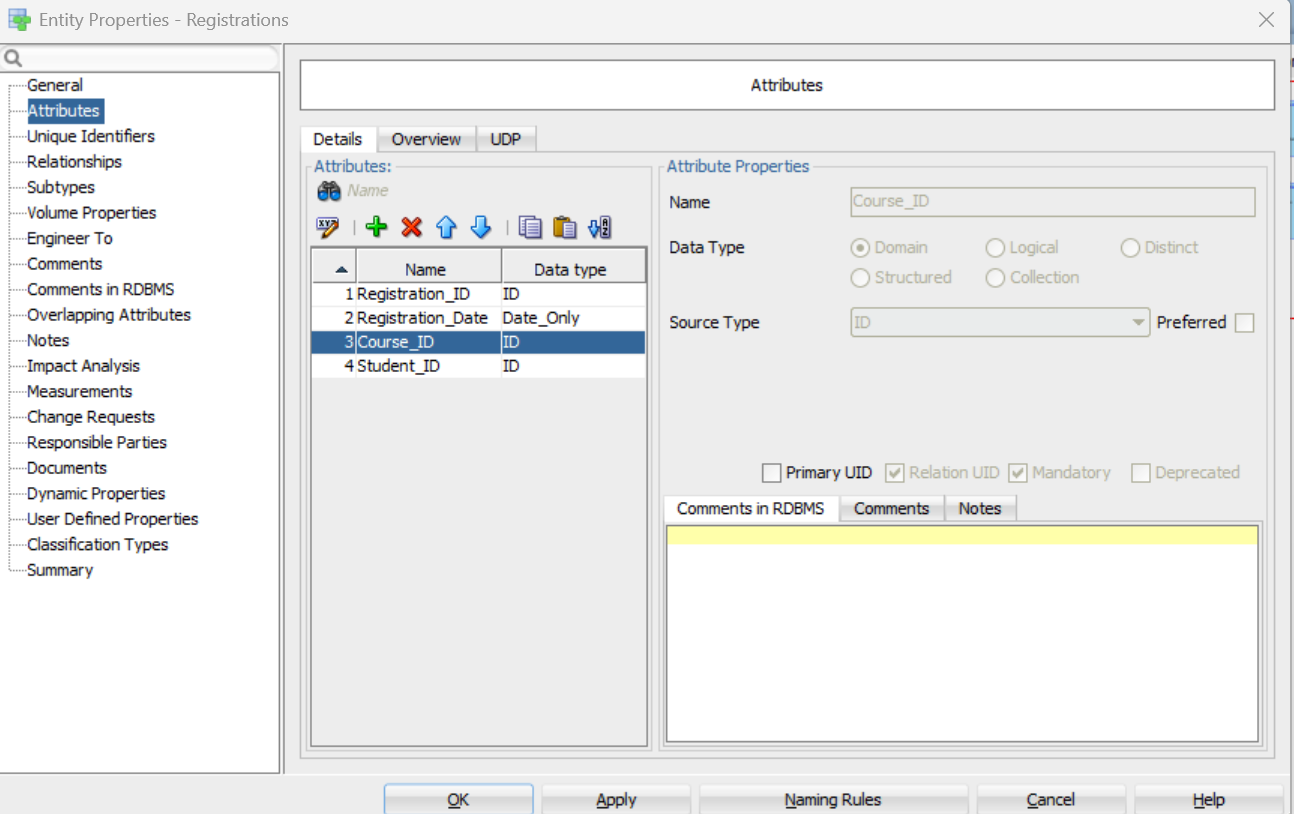 Entity Properties - Registrations
General
Attributes
Unique Identifiers
Relationships
Subtypes
Volume Properties
Engineer To
Comments
Comments in RDBMS
Overlapping Attributes
Notes
Impact Analysis
Measurements
Change Requests
Responsible Parties
Documents
Dynamic Properties
User Defined Properties
Classification Types
Summary
Attributes
Details Overview UDP
Attributes:
Name
Name Data type
1 Registration_ID ID
2 Registration_Date Date_Only
3 Course_ID ID
4 Student_ID ID
Attribute Properties
Name Course_ID
Data Type Domain Logical Distinct
Structured Collection
Source Type ID Preferred
Primary UID Relation UID Mandatory Deprecated
Comments in RDBMS Comments Notes
OK Apply Naming Rules Cancel Help